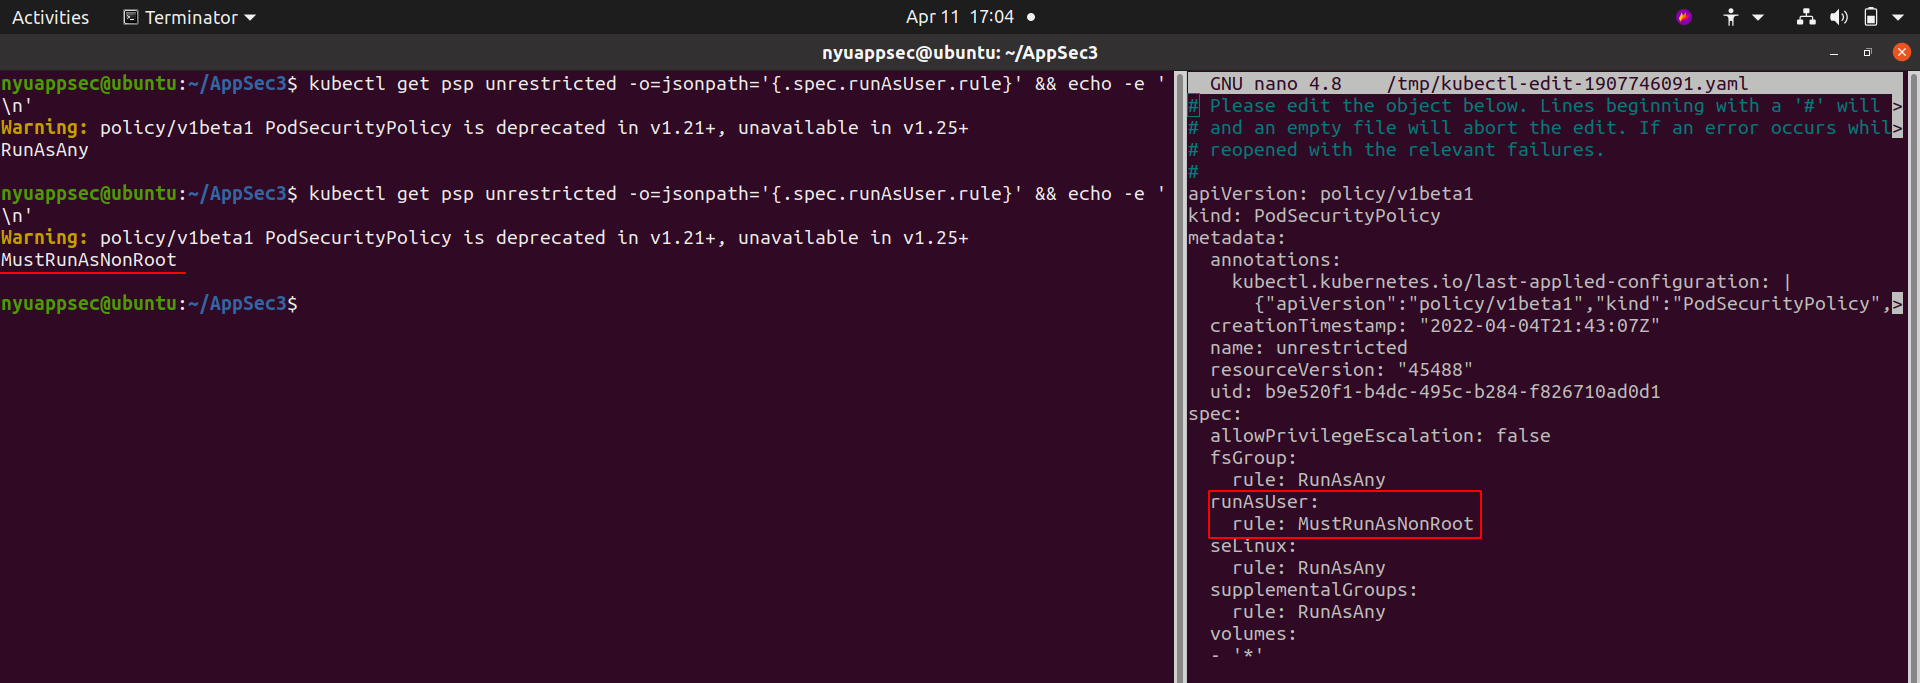 Activities
Terminator
Apr 11 17:04
nyuappsec@ubuntu: ~/AppSec3
nyuappsec@ubuntu:~/AppSec3$ kubectl get psp unrestricted -o=jsonpath='{.spec.runAsUser.rule}' && echo -e '
\n'
Warning: policy/v1beta1 PodSecurityPolicy is deprecated in v1.21+, unavailable in v1.25+
RunAsAny
nyuappsec@ubuntu:~/AppSec3$ kubectl get psp unrestricted -o=jsonpath='{.spec.runAsUser.rule}' && echo -e '
\n'
Warning: policy/v1beta1 PodSecurityPolicy is deprecated in v1.21+, unavailable in v1.25+
MustRunAsNonRoot
nyuappsec@ubuntu:~/AppSec3$
GNU nano 4.8 /tmp/kubectl-edit-1907746091.yaml
# Please edit the object below. Lines beginning with a '#' will >
# and an empty file will abort the edit. If an error occurs whil>
# reopened with the relevant failures.
#
apiVersion: policy/v1beta1
kind: PodSecurityPolicy
metadata:
  annotations:
    kubectl.kubernetes.io/last-applied-configuration: |
      {"apiVersion":"policy/v1beta1","kind":"PodSecurityPolicy",>
  creationTimestamp: "2022-04-04T21:43:07Z"
  name: unrestricted
  resourceVersion: "45488"
  uid: b9e520f1-b4dc-495c-b284-f826710ad0d1
spec:
  allowPrivilegeEscalation: false
  fsGroup:
    rule: RunAsAny
  runAsUser:
    rule: MustRunAsNonRoot
  seLinux:
    rule: RunAsAny
  supplementalGroups:
    rule: RunAsAny
  volumes:
  - '*'